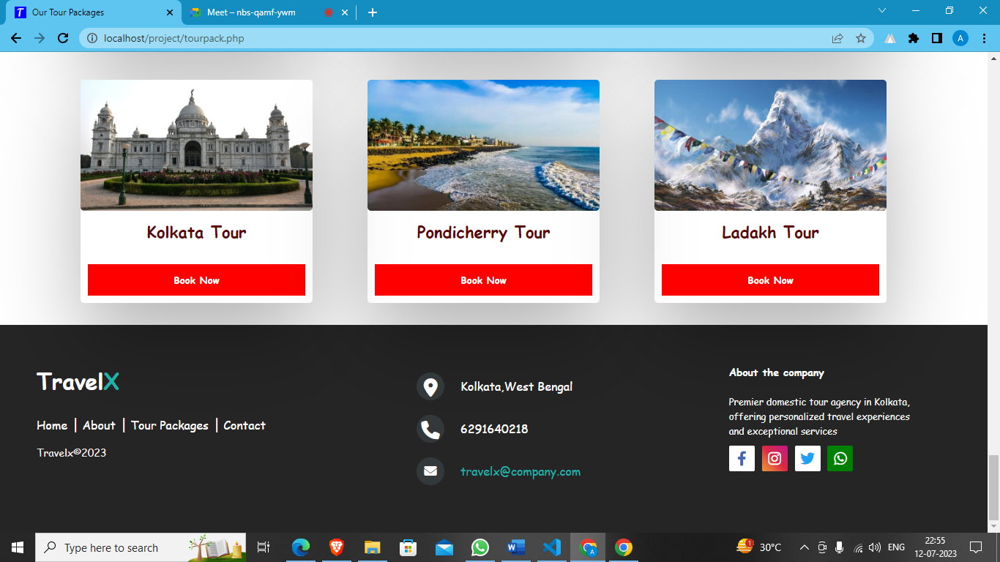 Our Tour Packages
Meet – nbs-qamf-ywm
localhost/project/tourpack.php
A
Kolkata Tour
Pondicherry Tour
Ladakh Tour
Book Now
Book Now
Book Now
TravelX
Home | About | Tour Packages | Contact
Travelx©2023
Kolkata,West Bengal
6291640218
travelx@company.com
About the company
Premier domestic tour agency in Kolkata,
offering personalized travel experiences
and exceptional services
Type here to search
1
30°C
ENG
22:55
12-07-2023